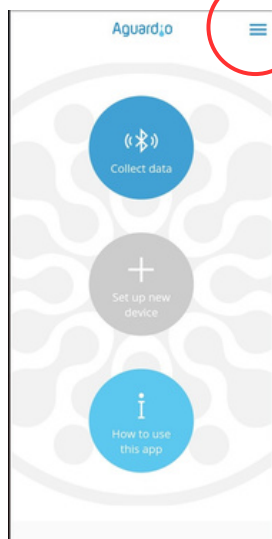 Aguardio
Collect data
Set up new
device
How to use
this app